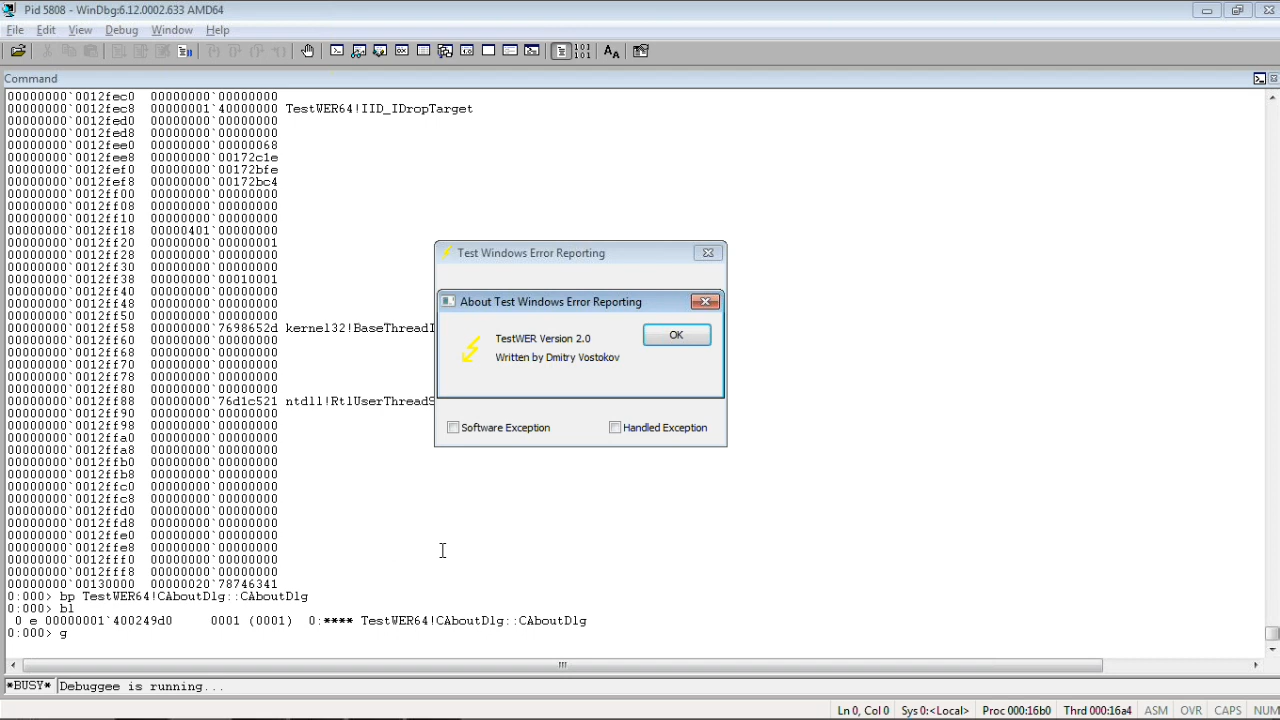 Pid 5808 - WinDbg:6.12.0002.633 AMD64
File Edit View Debug Window Help
Command
00000000`0012fec0 00000000`00000000
00000000`0012fec8 00000001`40000000 TestWER64!IID_IDropTarget
00000000`0012fed0 00000000`00000000
00000000`0012fed8 00000000`00000000
00000000`0012fee0 00000000`00000068
00000000`0012fee8 00000000`00172c1e
00000000`0012fef0 00000000`00172bfe
00000000`0012fef8 00000000`00172bc4
00000000`0012ff00 00000000`00000000
00000000`0012ff08 00000000`00000000
00000000`0012ff10 00000000`00000000
00000000`0012ff18 00000401`00000000
00000000`0012ff20 00000000`00000001
00000000`0012ff28 00000000`00000000
00000000`0012ff30 00000000`00000000
00000000`0012ff38 00000000`00010001
00000000`0012ff40 00000000`00000000
00000000`0012ff48 00000000`00000000
00000000`0012ff50 00000000`00000000
00000000`0012ff58 00000000`7698652d kernel32!BaseThreadI
00000000`0012ff60 00000000`00000000
00000000`0012ff68 00000000`00000000
00000000`0012ff70 00000000`00000000
00000000`0012ff78 00000000`00000000
00000000`0012ff80 00000000`00000000
00000000`0012ff88 00000000`76d1c521 ntdll!RtlUserThreadS
00000000`0012ff90 00000000`00000000
00000000`0012ff98 00000000`00000000
00000000`0012ffa0 00000000`00000000
00000000`0012ffa8 00000000`00000000
00000000`0012ffb0 00000000`00000000
00000000`0012ffb8 00000000`00000000
00000000`0012ffc0 00000000`00000000
00000000`0012ffc8 00000000`00000000
00000000`0012ffd0 00000000`00000000
00000000`0012ffd8 00000000`00000000
00000000`0012ffe0 00000000`00000000
00000000`0012ffe8 00000000`00000000
00000000`0012fff0 00000000`00000000
00000000`0012fff8 00000000`00000000
00000000`00130000 00000020`78746341
0:000> bp TestWER64!CAboutDlg::CAboutDlg
0:000> bl
0 e 00000001`400249d0 0001 (0001) 0:**** TestWER64!CAboutDlg::CAboutDlg
0:000> g
Test Windows Error Reporting
About Test Windows Error Reporting
TestWER Version 2.0
OK
Written by Dmitry Vostokov
Software Exception Handled Exception
*BUSY* Debuggee is running...
Ln 0, Col 0 Sys 0:<Local> Proc 000:16b0 Thrd 000:16a4 ASM OVR CAPS NUM